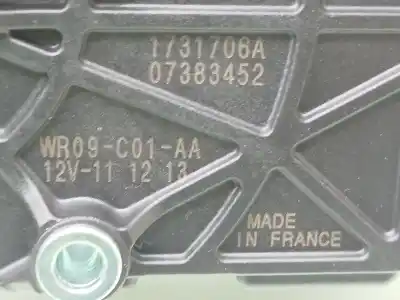 1731706A
07383452
WR09-C01-AA
12V-11 12 13
MADE
IN FRANCE